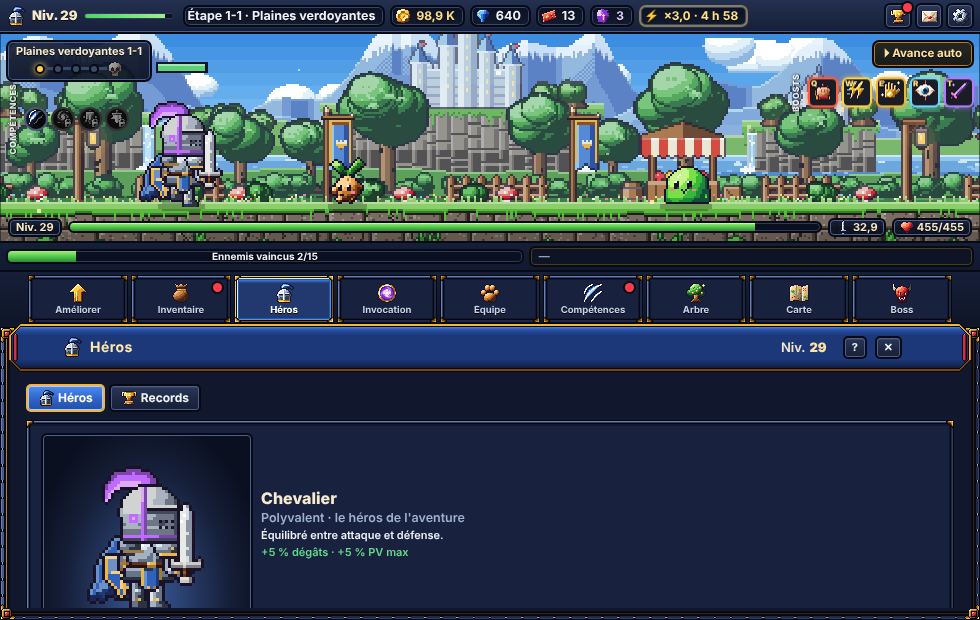 Niv. 29
Étape 1-1 · Plaines verdoyantes
98,9 K
640
13
3
×3,0 · 4 h 58
Plaines verdoyantes 1-1
Avance auto
COMPÉTENCES
BOOSTS
Niv. 29
32,9
455/455
Ennemis vaincus 2/15
—
Améliorer
Inventaire
Héros
Invocation
Equipe
Compétences
Arbre
Carte
Boss
Héros
Niv. 29
?
×
Héros
Records
Chevalier
Polyvalent · le héros de l'aventure
Équilibré entre attaque et défense.
+5 % dégâts · +5 % PV max